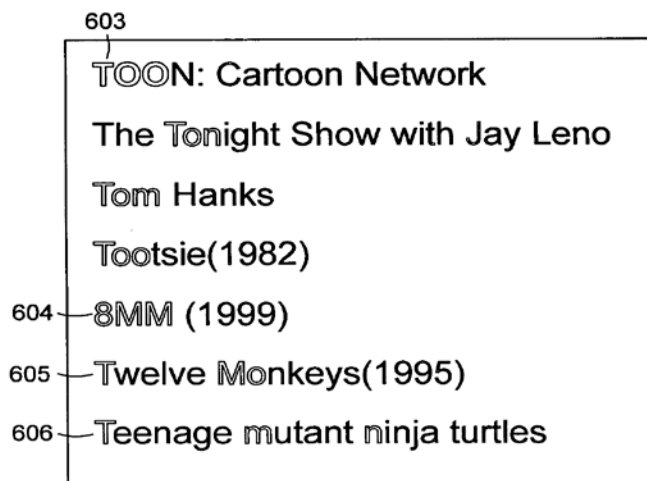 603
TOON: Cartoon Network
The Tonight Show with Jay Leno
Tom Hanks
Tootsie(1982)
604 8MM (1999)
605 Twelve Monkeys(1995)
606 Teenage mutant ninja turtles